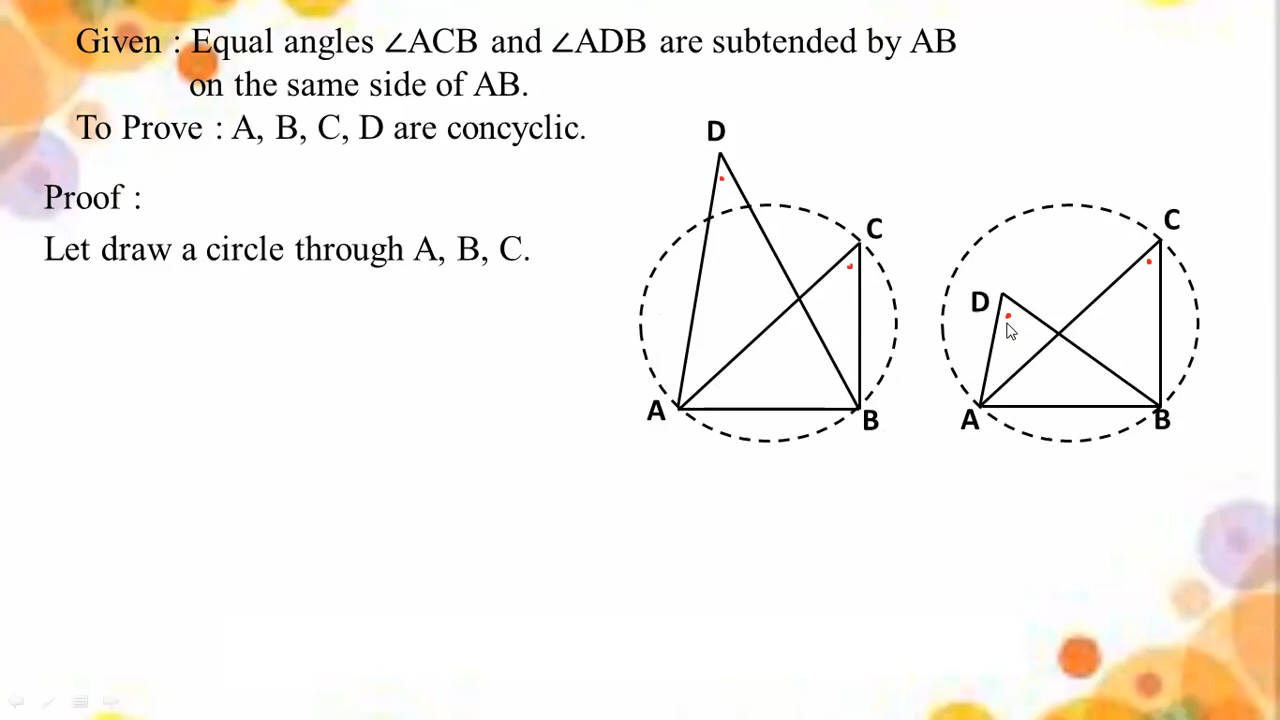 Given : Equal angles ∠ACB and ∠ADB are subtended by AB
on the same side of AB.
To Prove : A, B, C, D are concyclic.
Proof :
Let draw a circle through A, B, C.
D
C
A
B
D
C
A
B